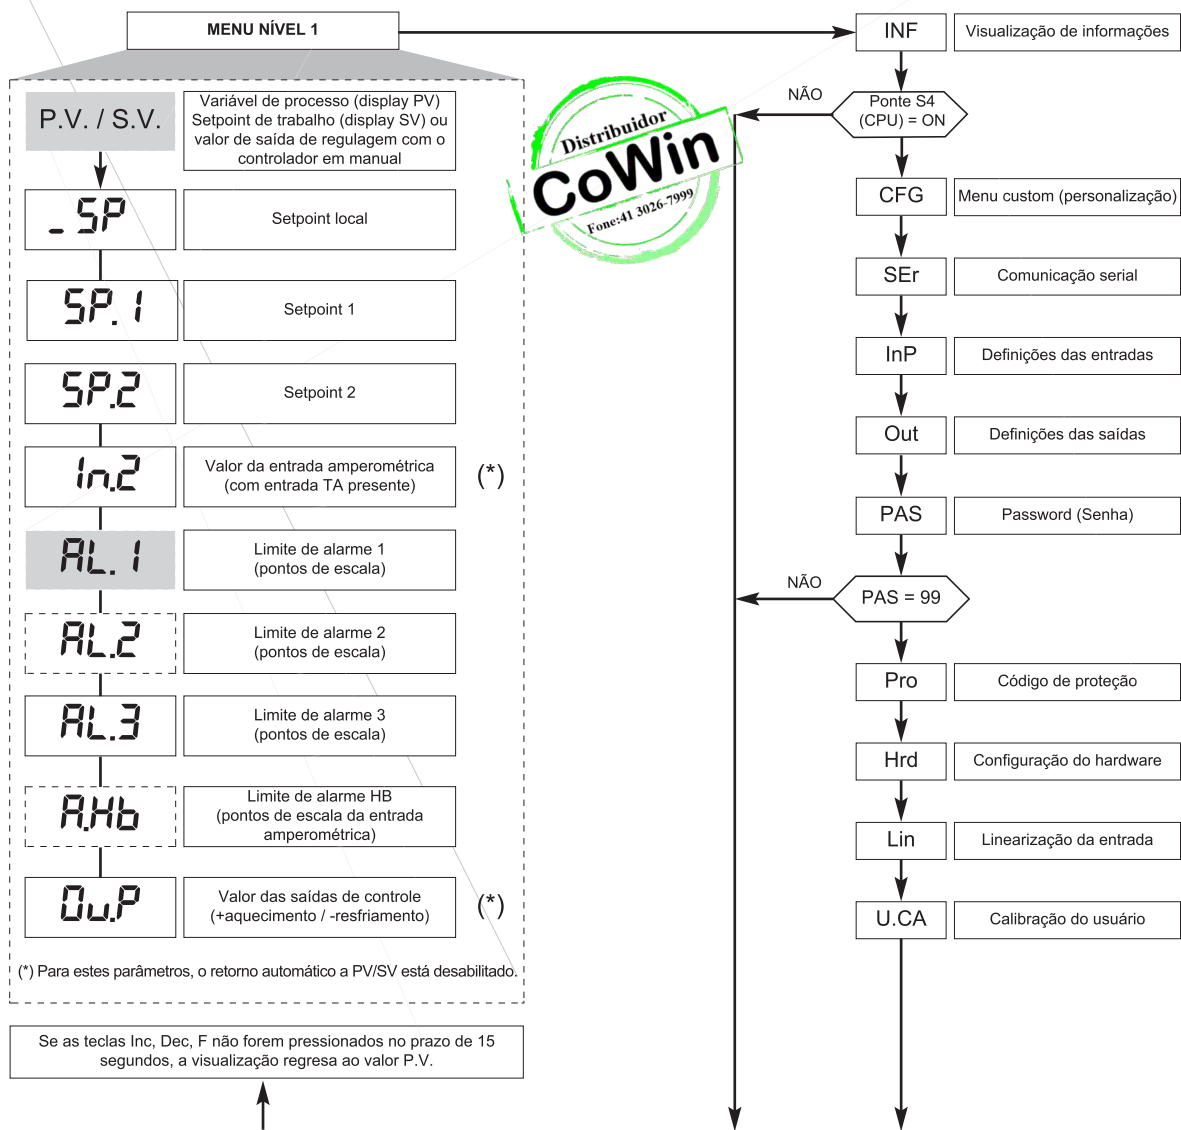 MENU NÍVEL 1
P.V. / S.V.
Variável de processo (display PV)
Setpoint de trabalho (display SV) ou
valor de saída de regulagem com o
controlador em manual
_SP
Setpoint local
SP.1
Setpoint 1
SP.2
Setpoint 2
In.2
Valor da entrada amperométrica
(com entrada TA presente)
(*)
AL.1
Limite de alarme 1
(pontos de escala)
AL.2
Limite de alarme 2
(pontos de escala)
AL.3
Limite de alarme 3
(pontos de escala)
A.Hb
Limite de alarme HB
(pontos de escala da entrada
amperométrica)
Ou.P
Valor das saídas de controle
(+aquecimento / -resfriamento)
(*)
(*) Para estes parâmetros, o retorno automático a PV/SV está desabilitado.
Se as teclas Inc, Dec, F não forem pressionados no prazo de 15
segundos, a visualização regresa ao valor P.V.
Distribuidor
CoWin
Fone:41 3026-7999
INF
Visualização de informações
NÃO
Ponte S4
(CPU) = ON
CFG
Menu custom (personalização)
SEr
Comunicação serial
InP
Definições das entradas
Out
Definições das saídas
PAS
Password (Senha)
NÃO
PAS = 99
Pro
Código de proteção
Hrd
Configuração do hardware
Lin
Linearização da entrada
U.CA
Calibração do usuário